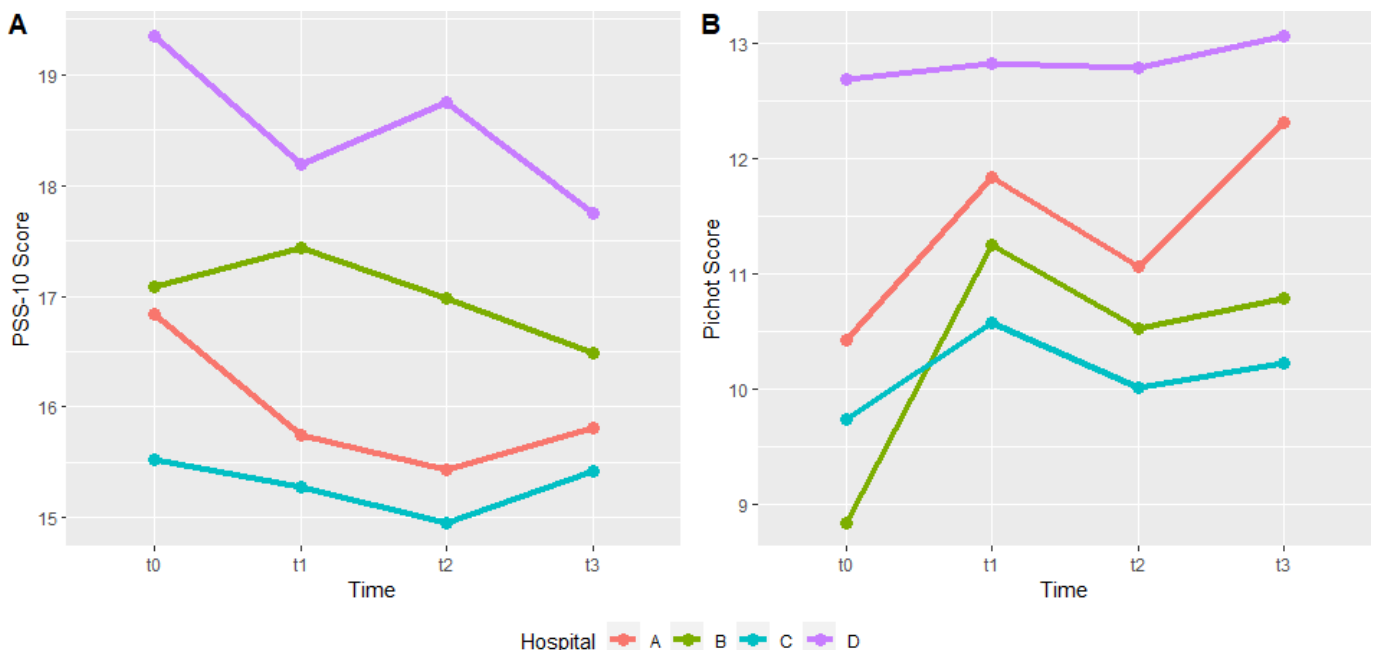 A
PSS-10 Score
19
18
17
16
15
t0 t1 t2 t3
Time
B
Pichot Score
13
12
11
10
9
t0 t1 t2 t3
Time
Hospital A B C D